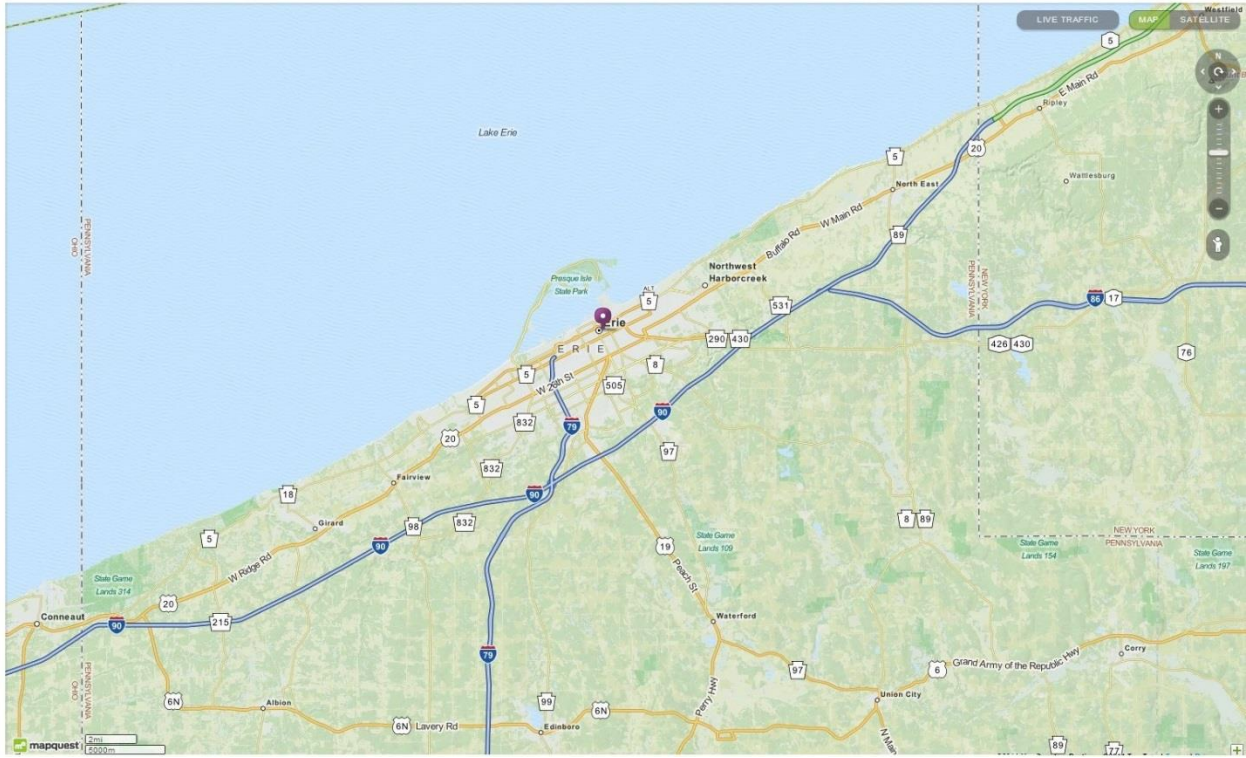 LIVE TRAFFIC
MAP
SATELLITE
Westfield
5
N
E Main Rd
Ripley
Lake Erie
20
5
Wattlesburg
North East
W Main Rd
89
PENNSYLVANIA
OHIO
Buffalo Rd
NEW YORK
PENNSYLVANIA
Northwest
Harborcreek
Presque Isle
State Park
ALT
5
531
86
17
Erie
ERIE
290
430
426
430
76
5
W 26th St
8
505
5
832
79
90
20
97
832
Fairview
18
90
Girard
98
832
8
89
5
90
19
State Game
Lands 109
NEW YORK
PENNSYLVANIA
State Game
Lands 154
State Game
Lands 197
W Ridge Rd
Peach St
State Game
Lands 314
20
Conneaut
90
215
Waterford
79
Corry
97
6
Grand Army of the Republic Hwy
PENNSYLVANIA
OHIO
Perry Hwy
Union City
6N
Albion
99
6N
6N
Lavery Rd
Edinboro
N Main
mapquest
2mi
5000m
89
77